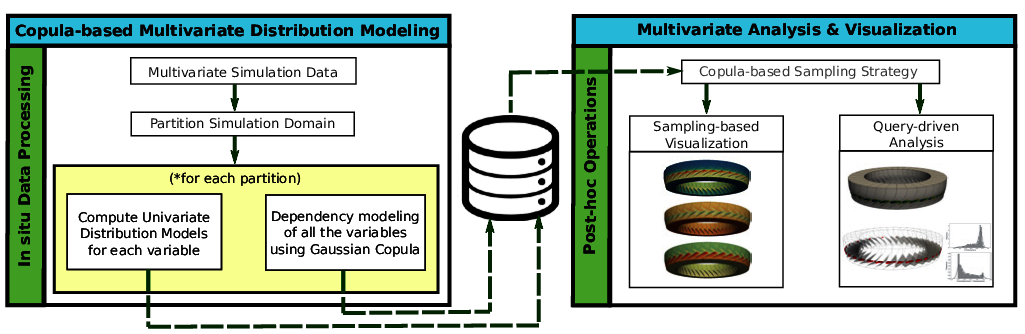 Copula-based Multivariate Distribution Modeling
In situ Data Processing
Multivariate Simulation Data
Partition Simulation Domain
(*for each partition)
Compute Univariate
Distribution Models
for each variable
Dependency modeling
of all the variables
using Gaussian Copula
Multivariate Analysis & Visualization
Post-hoc Operations
Copula-based Sampling Strategy
Sampling-based
Visualization
Query-driven
Analysis